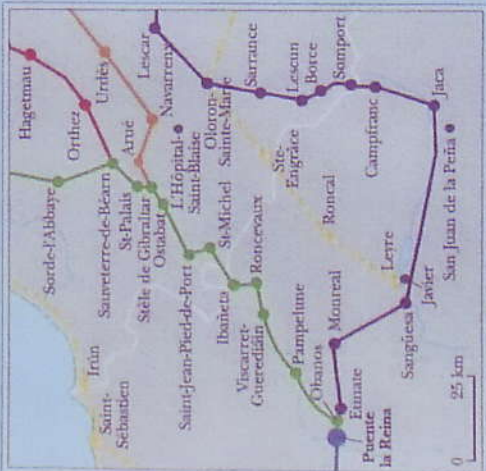 Hagetmau
Orthez
Urdès
Lescar
Navarrenx
Arué
Sorde-l'Abbaye
Sauveterre-de-Béarn
St-Palais
Stèle de Gibraltar
Ostabat
L'Hôpital-
Saint-Blaise
Oloron-
Sainte-Marie
Sarrance
Lescun
Borce
Somport
Campfranc
Jaca
San Juan de la Peña
Ste-
Engrâce
Roncal
St-Michel
Saint-Jean-Pied-de-Port
Ibañeta
Roncevaux
Viscarret-
Guerediáin
Pampelune
Obanos
Monreal
Leyre
Javier
Sangüesa
Eunate
Puente
la Reina
Irún
Saint-
Sébastien
0 25 km